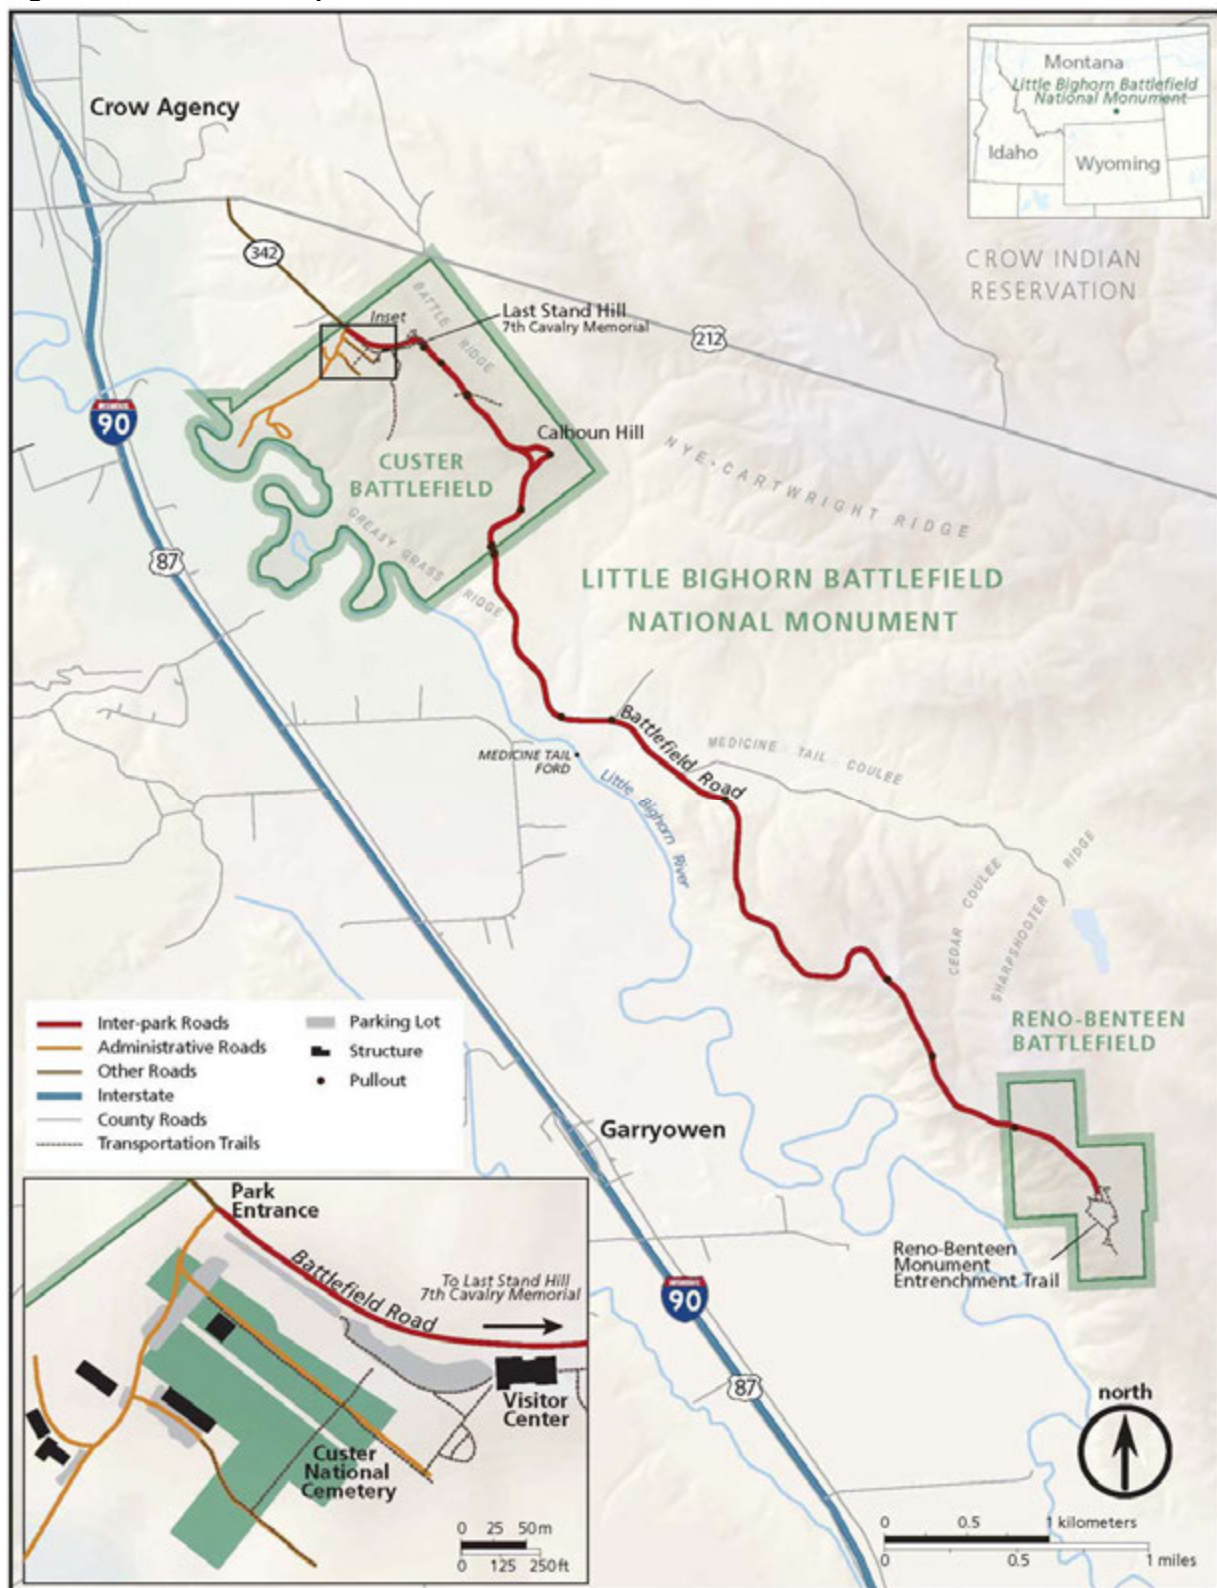 Crow Agency
Montana
Little Bighorn Battlefield
National Monument
Idaho
Wyoming
CROW INDIAN
RESERVATION
342
Inset
BATTLE RIDGE
Last Stand Hill
7th Cavalry Memorial
212
90
Calhoun Hill
CUSTER
BATTLEFIELD
NYE-CARTWRIGHT RIDGE
GREASY GRASS RIDGE
87
LITTLE BIGHORN BATTLEFIELD
NATIONAL MONUMENT
Battlefield Road
MEDICINE TAIL COULEE
MEDICINE TAIL
FORD
Little Bighorn River
CEDAR COULEE
SHARPSHOOTER RIDGE
RENO-BENTEEN
BATTLEFIELD
Inter-park Roads
Administrative Roads
Other Roads
Interstate
County Roads
Transportation Trails
Parking Lot
Structure
Pullout
Garryowen
Reno-Benteen
Monument
Entrenchment Trail
90
87
north
0 0.5 1 kilometers
0 0.5 1 miles
Park
Entrance
Battlefield Road
To Last Stand Hill
7th Cavalry Memorial
Visitor
Center
Custer
National
Cemetery
0 25 50 m
0 125 250 ft